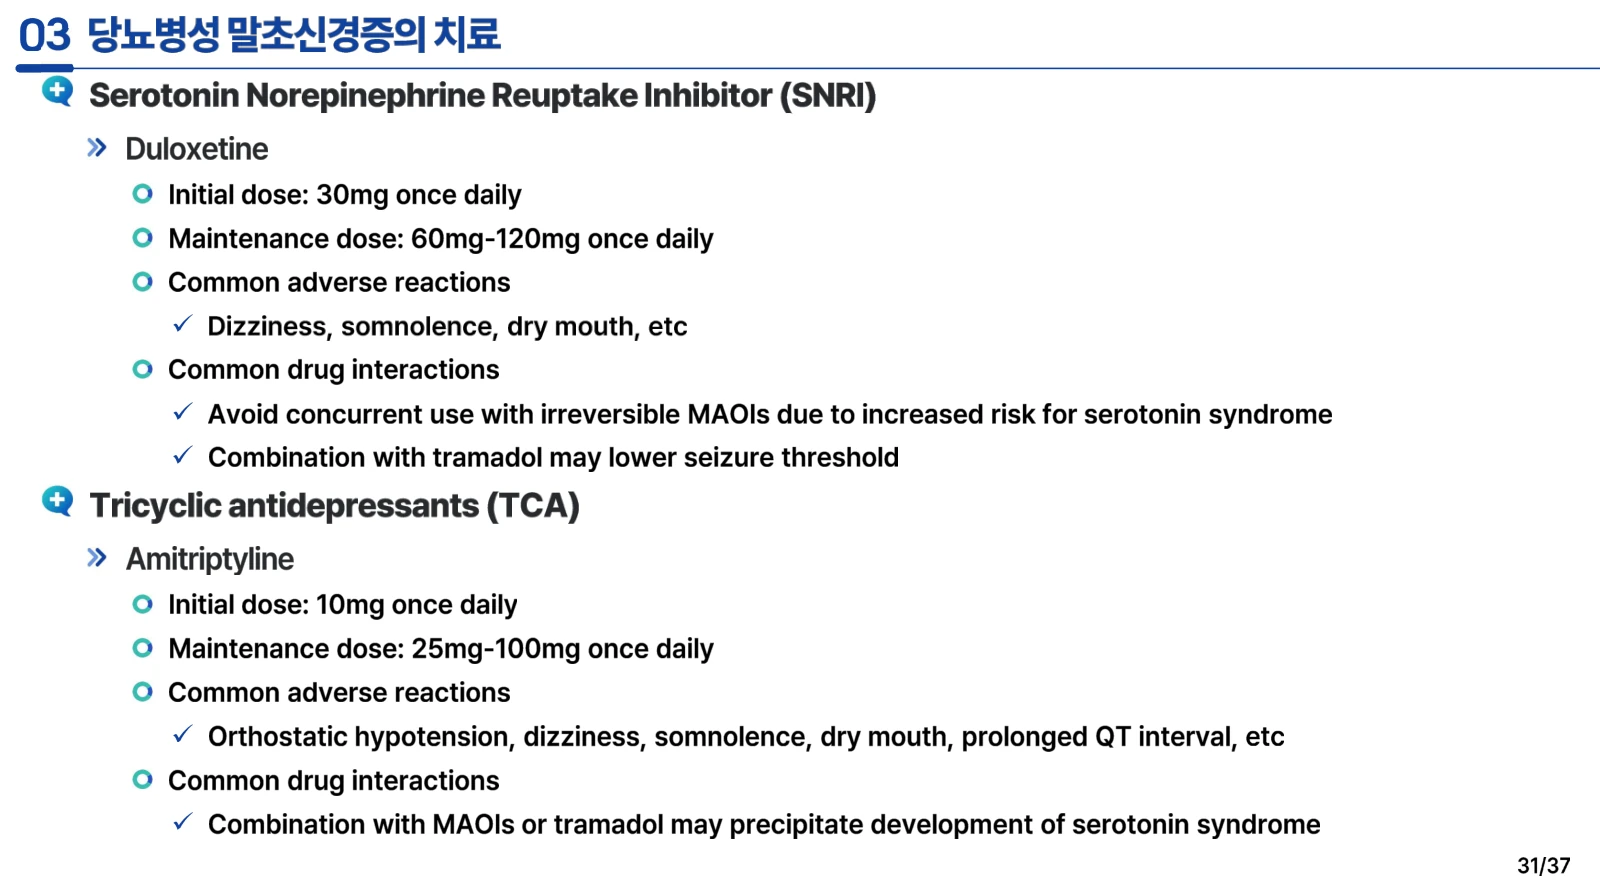 03 당뇨병성 말초신경증의 치료
Serotonin Norepinephrine Reuptake Inhibitor (SNRI)
Duloxetine
Initial dose: 30mg once daily
Maintenance dose: 60mg-120mg once daily
Common adverse reactions
Dizziness, somnolence, dry mouth, etc
Common drug interactions
Avoid concurrent use with irreversible MAOIs due to increased risk for serotonin syndrome
Combination with tramadol may lower seizure threshold
Tricyclic antidepressants (TCA)
Amitriptyline
Initial dose: 10mg once daily
Maintenance dose: 25mg-100mg once daily
Common adverse reactions
Orthostatic hypotension, dizziness, somnolence, dry mouth, prolonged QT interval, etc
Common drug interactions
Combination with MAOIs or tramadol may precipitate development of serotonin syndrome
31/37